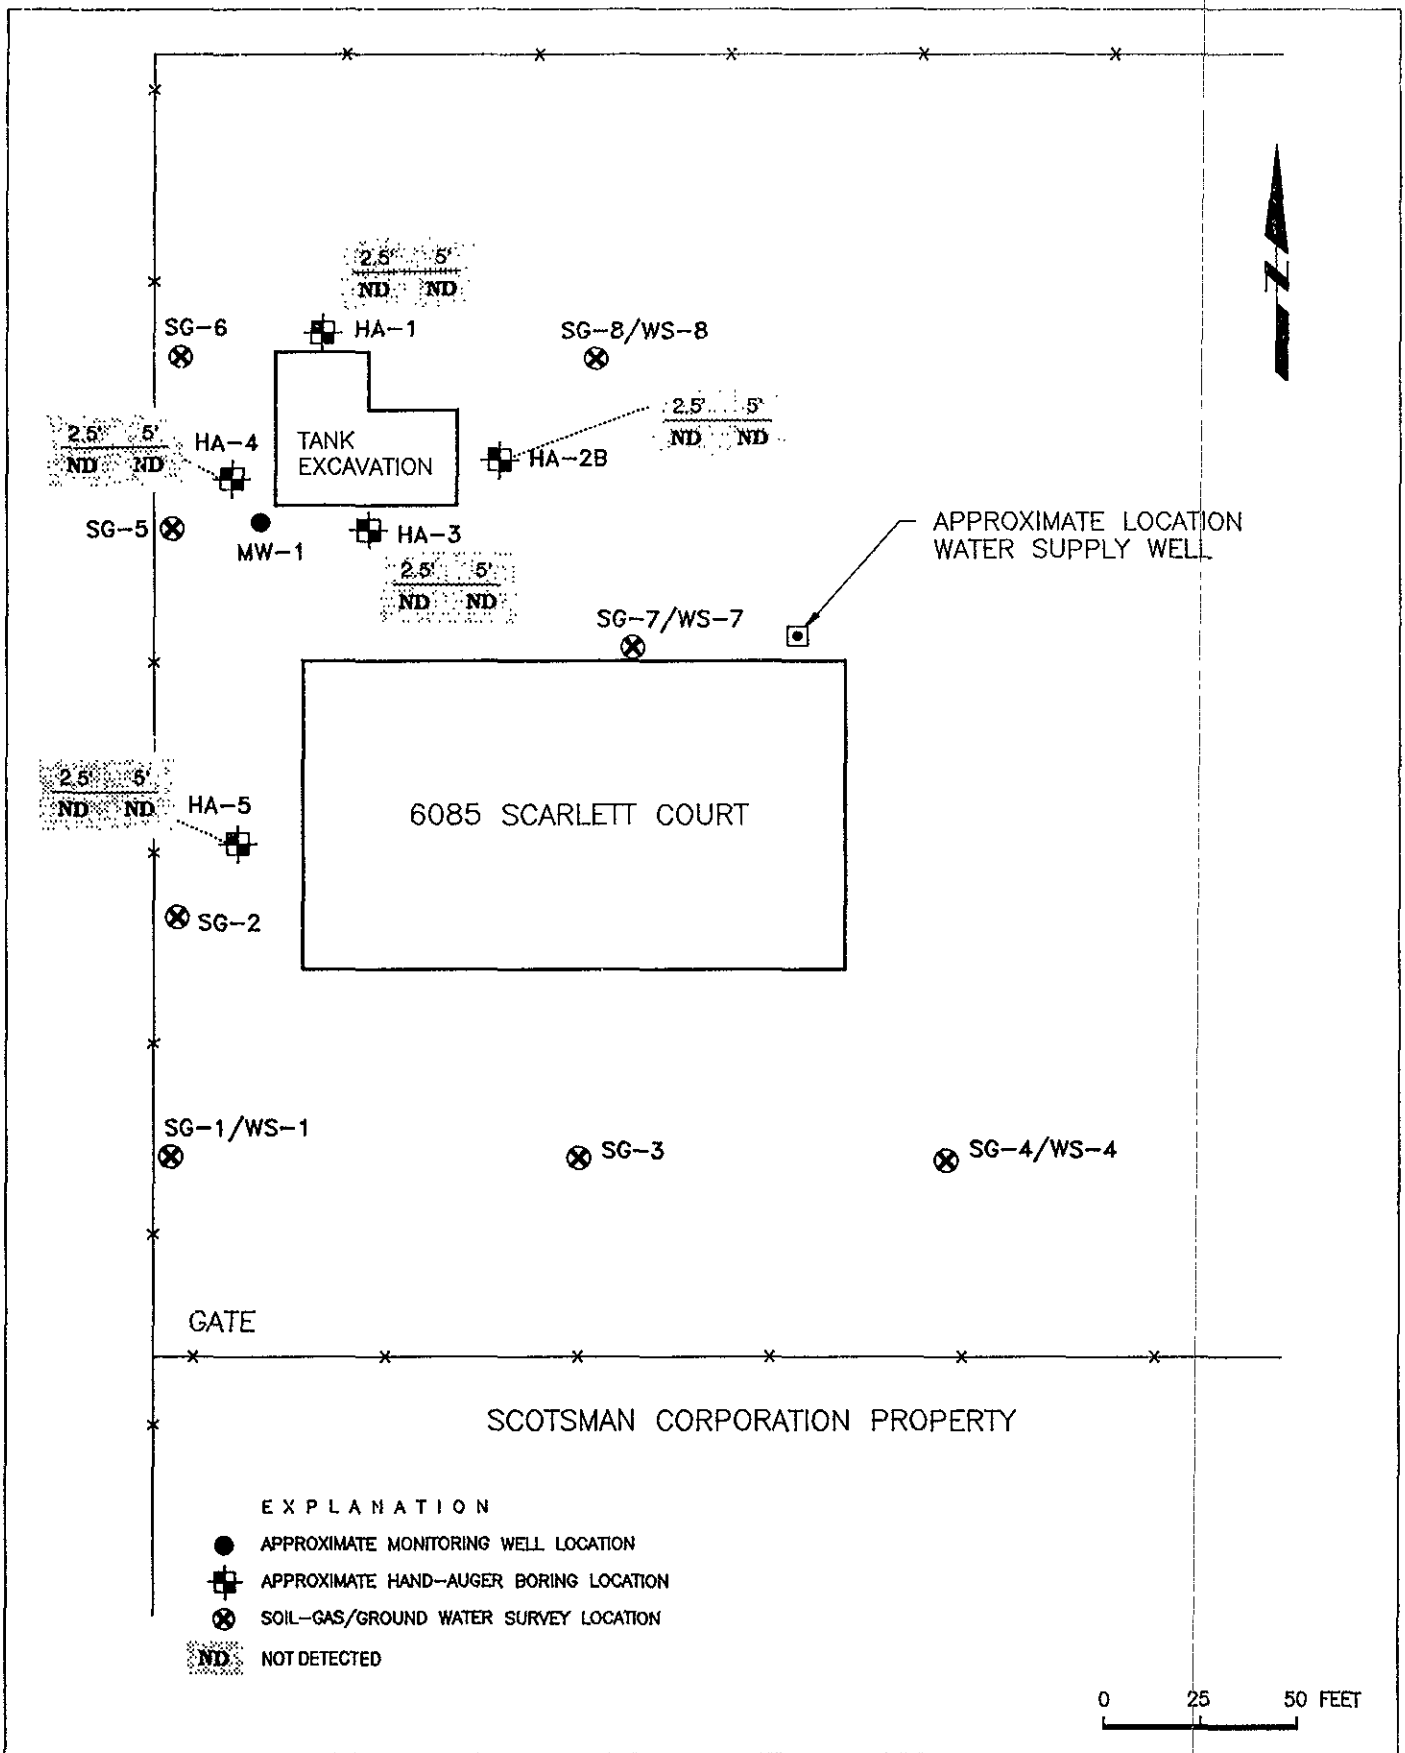 2.5' 5'
ND ND
N
SG-6
HA-1
SG-8/WS-8
2.5' 5'
ND ND
2.5' 5'
ND ND
HA-4
TANK
EXCAVATION
HA-2B
SG-5
MW-1
HA-3
APPROXIMATE LOCATION
WATER SUPPLY WELL
2.5' 5'
ND ND
SG-7/WS-7
2.5' 5'
ND ND
HA-5
6085 SCARLETT COURT
SG-2
SG-1/WS-1
SG-3
SG-4/WS-4
GATE
SCOTSMAN CORPORATION PROPERTY
EXPLANATION
APPROXIMATE MONITORING WELL LOCATION
APPROXIMATE HAND-AUGER BORING LOCATION
SOIL-GAS/GROUND WATER SURVEY LOCATION
ND NOT DETECTED
0 25 50 FEET